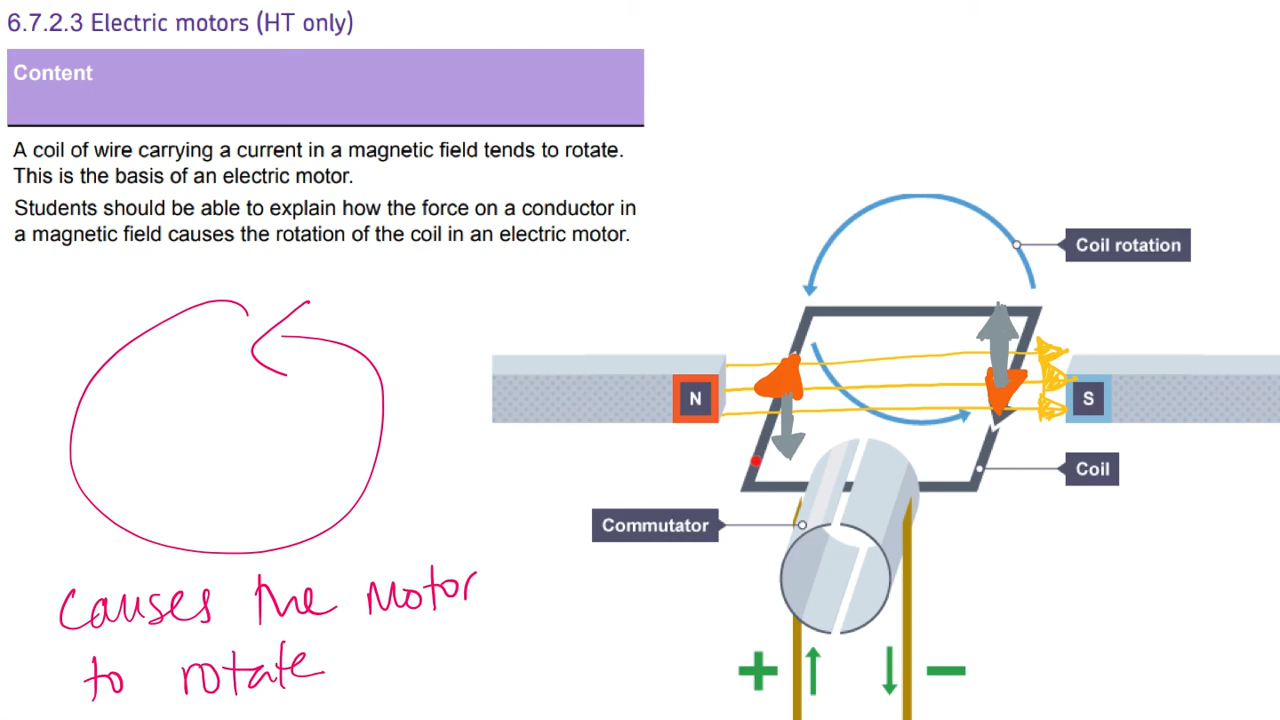 6.7.2.3 Electric motors (HT only)
Content
A coil of wire carrying a current in a magnetic field tends to rotate.
This is the basis of an electric motor.
Students should be able to explain how the force on a conductor in
a magnetic field causes the rotation of the coil in an electric motor.
Coil rotation
N
S
Coil
Commutator
+
−
causes the motor
to rotate